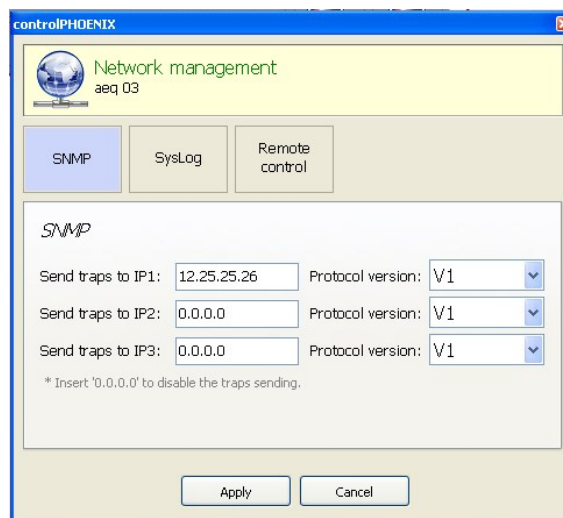 controlPHOENIX
Network management
aeq 03
SNMP
SysLog
Remote
control
SNMP
Send traps to IP1: 12.25.25.26 Protocol version: V1
Send traps to IP2: 0.0.0.0 Protocol version: V1
Send traps to IP3: 0.0.0.0 Protocol version: V1
* Insert '0.0.0.0' to disable the traps sending.
Apply Cancel